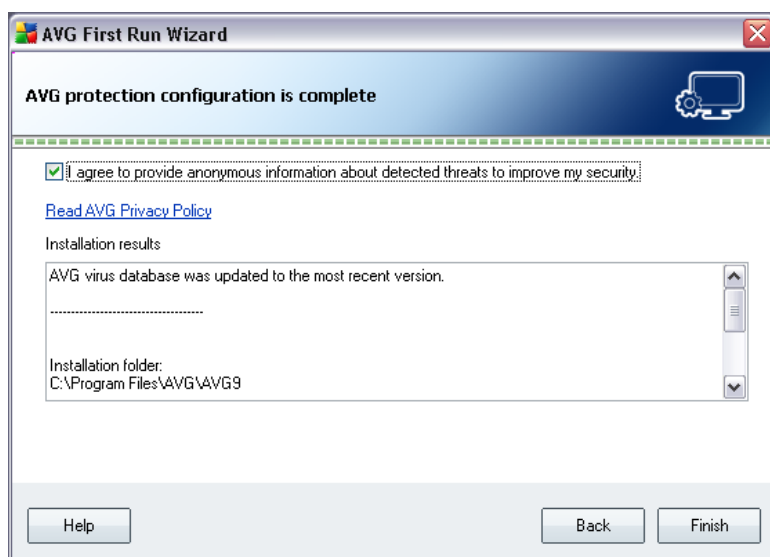 AVG First Run Wizard
AVG protection configuration is complete
I agree to provide anonymous information about detected threats to improve my security.
Read AVG Privacy Policy
Installation results
AVG virus database was updated to the most recent version.
------------------------------------
Installation folder:
C:\Program Files\AVG\AVG9
Help
Back
Finish